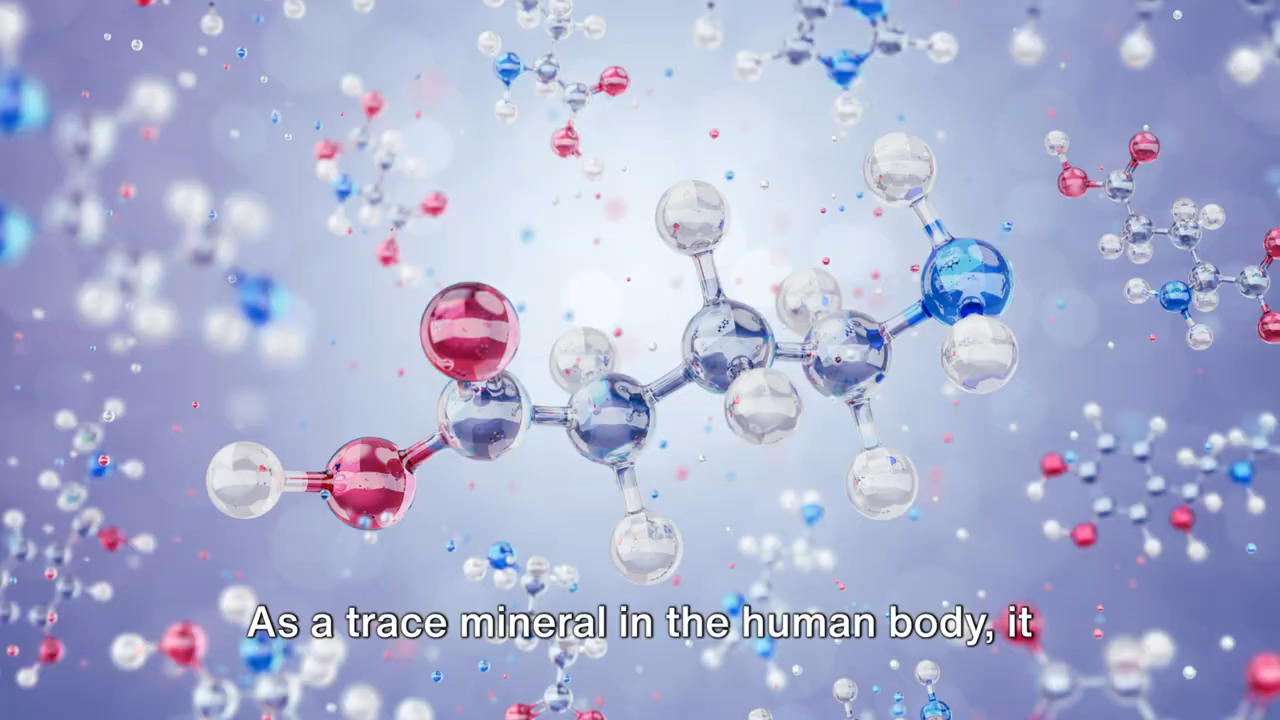 As a trace mineral in the human body, it